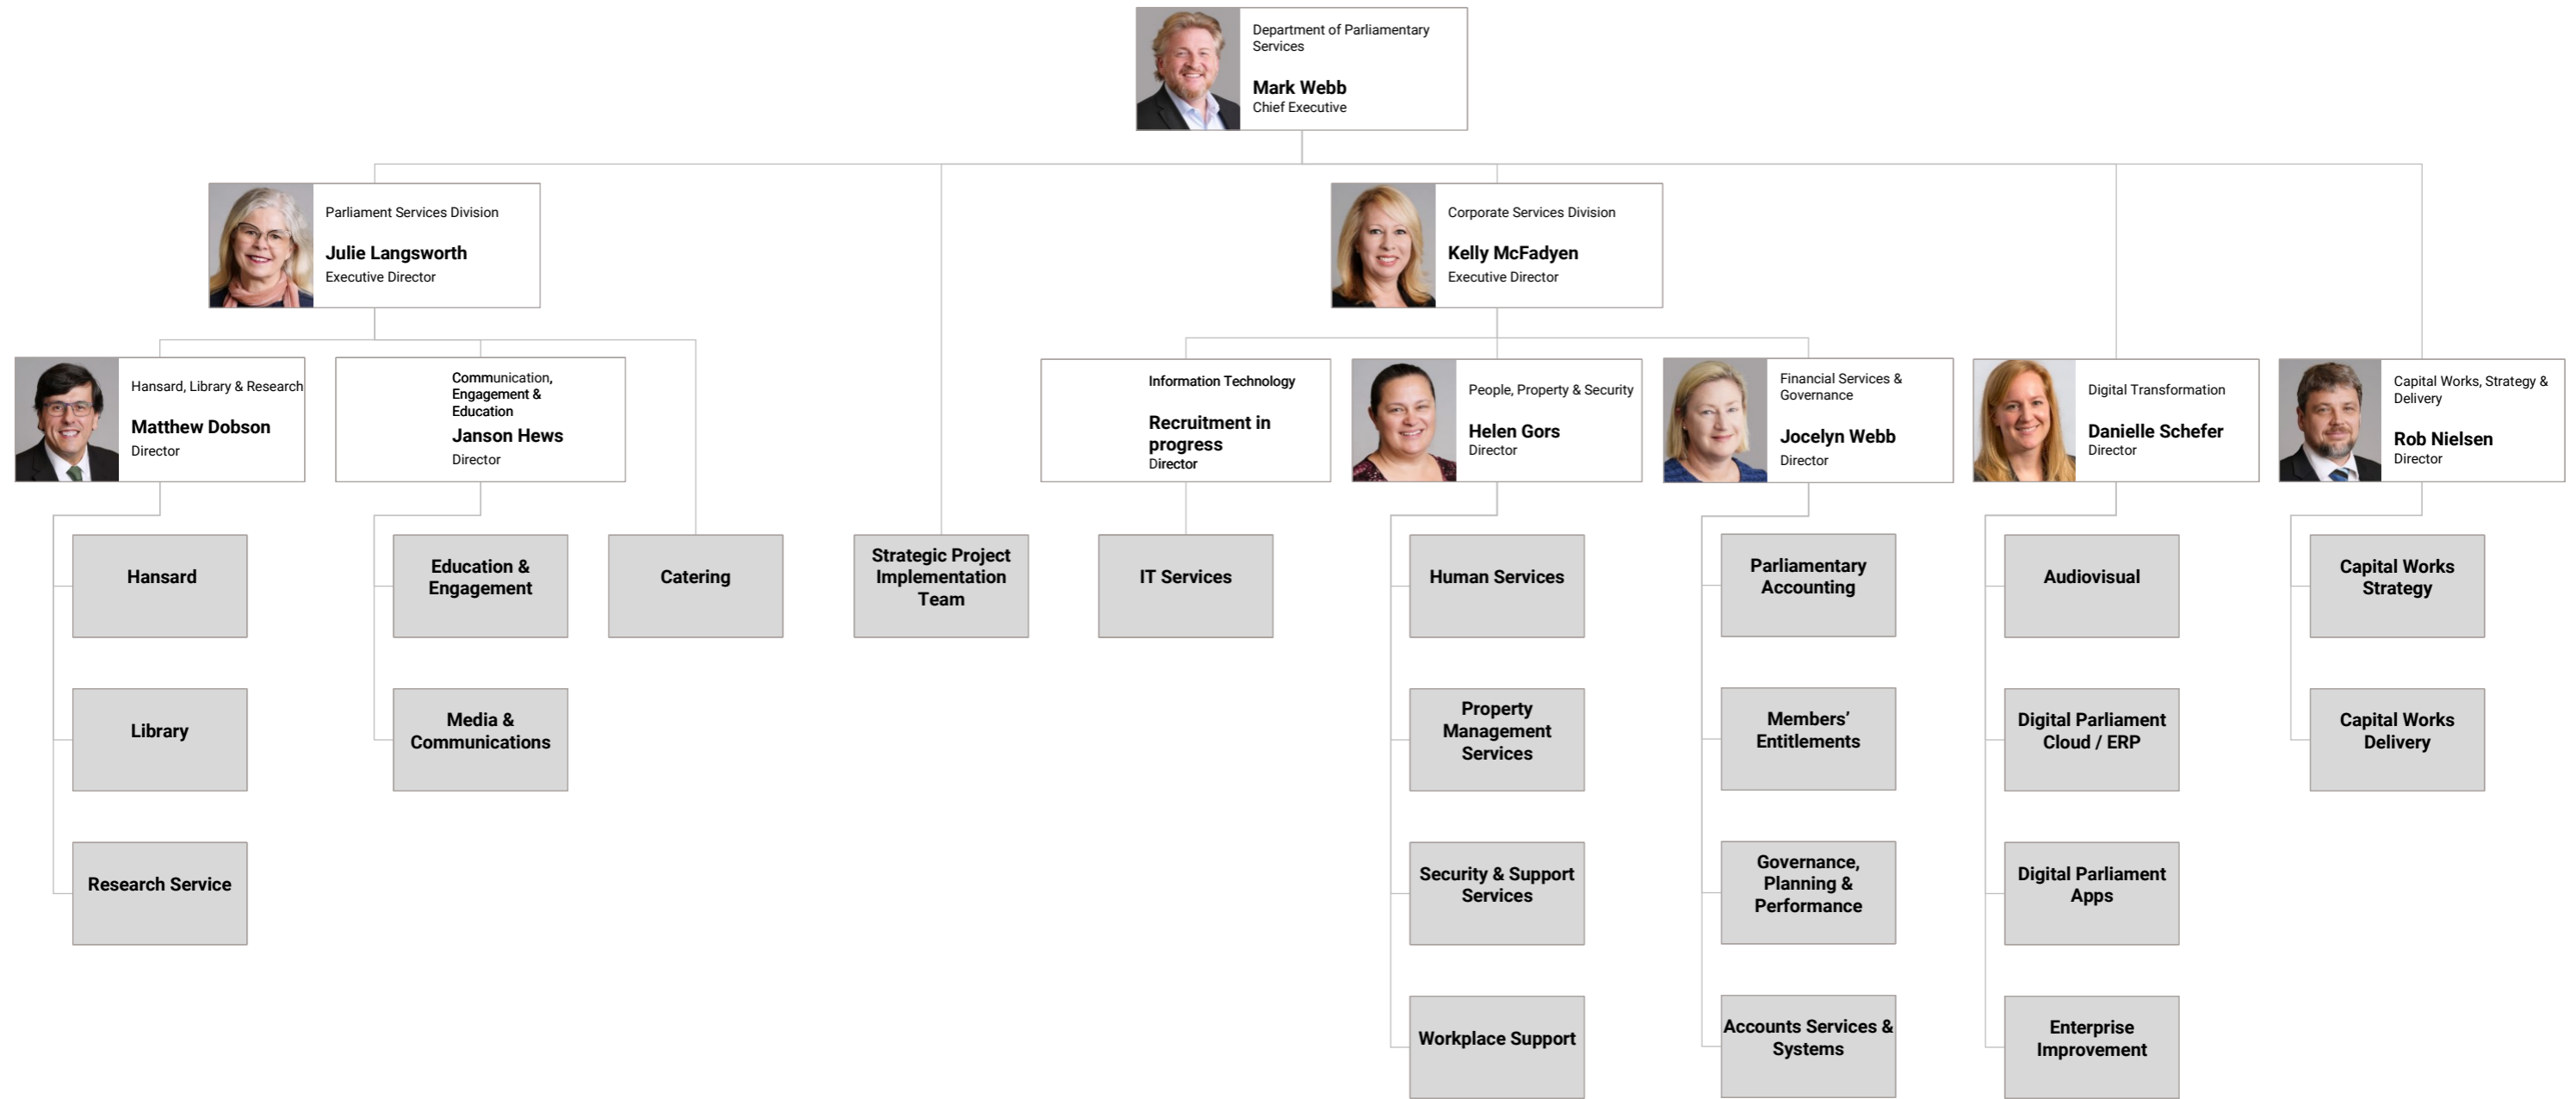 Department of Parliamentary
Services
Mark Webb
Chief Executive
Parliament Services Division
Julie Langsworth
Executive Director
Corporate Services Division
Kelly McFadyen
Executive Director
Hansard, Library & Research
Matthew Dobson
Director
Communication,
Engagement &
Education
Janson Hews
Director
Information Technology
Recruitment in
progress
Director
People, Property & Security
Helen Gors
Director
Financial Services &
Governance
Jocelyn Webb
Director
Digital Transformation
Danielle Schefer
Director
Capital Works, Strategy &
Delivery
Rob Nielsen
Director
Hansard
Education &
Engagement
Catering
Strategic Project
Implementation
Team
IT Services
Human Services
Parliamentary
Accounting
Audiovisual
Capital Works
Strategy
Library
Media &
Communications
Property
Management
Services
Members’
Entitlements
Digital Parliament
Cloud / ERP
Capital Works
Delivery
Research Service
Security & Support
Services
Governance,
Planning &
Performance
Digital Parliament
Apps
Workplace Support
Accounts Services &
Systems
Enterprise
Improvement